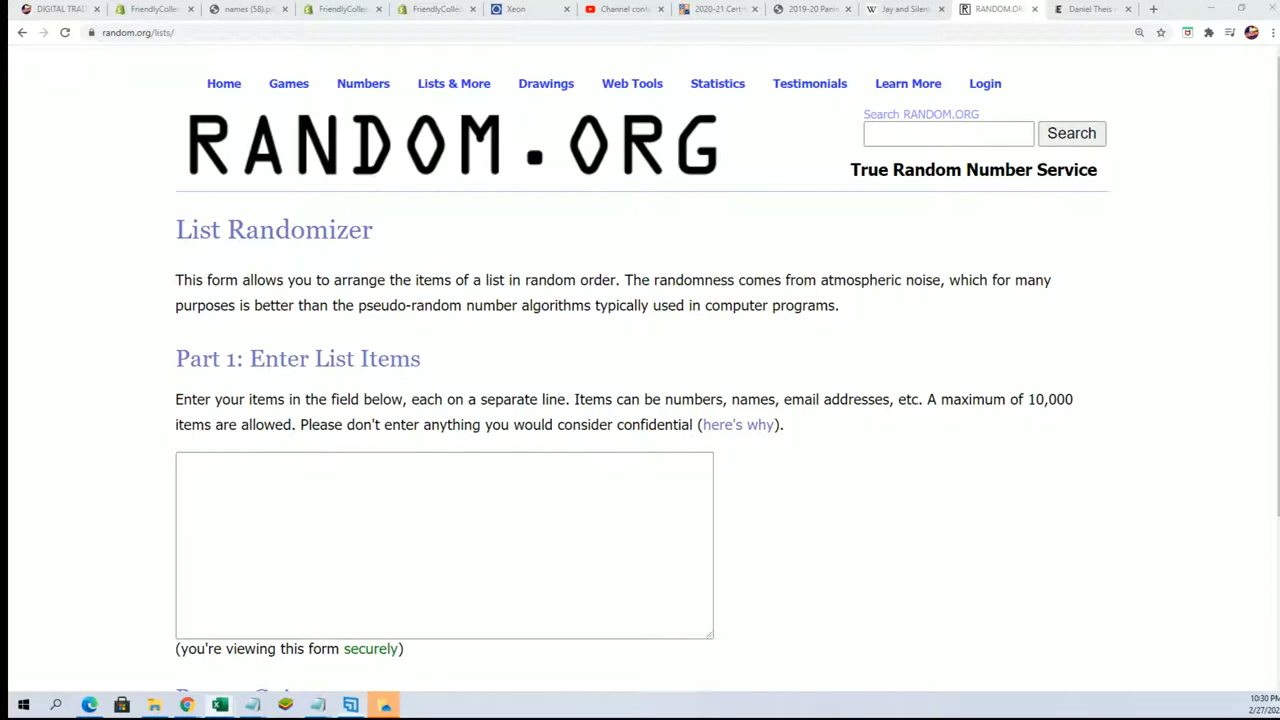 DIGITAL TRAD
FriendlyCollec
names (58).p
FriendlyCollec
FriendlyCollec
Xeon
Channel cont
2020-21 Certi
2019-20 Panin
Jay and Silen
RANDOM.OR
Daniel Theis
random.org/lists/
Home Games Numbers Lists & More Drawings Web Tools Statistics Testimonials Learn More Login
RANDOM.ORG
Search RANDOM.ORG
Search
True Random Number Service
List Randomizer
This form allows you to arrange the items of a list in random order. The randomness comes from atmospheric noise, which for many
purposes is better than the pseudo-random number algorithms typically used in computer programs.
Part 1: Enter List Items
Enter your items in the field below, each on a separate line. Items can be numbers, names, email addresses, etc. A maximum of 10,000
items are allowed. Please don't enter anything you would consider confidential (here's why).
(you're viewing this form securely)
10:30 PM
2/27/202